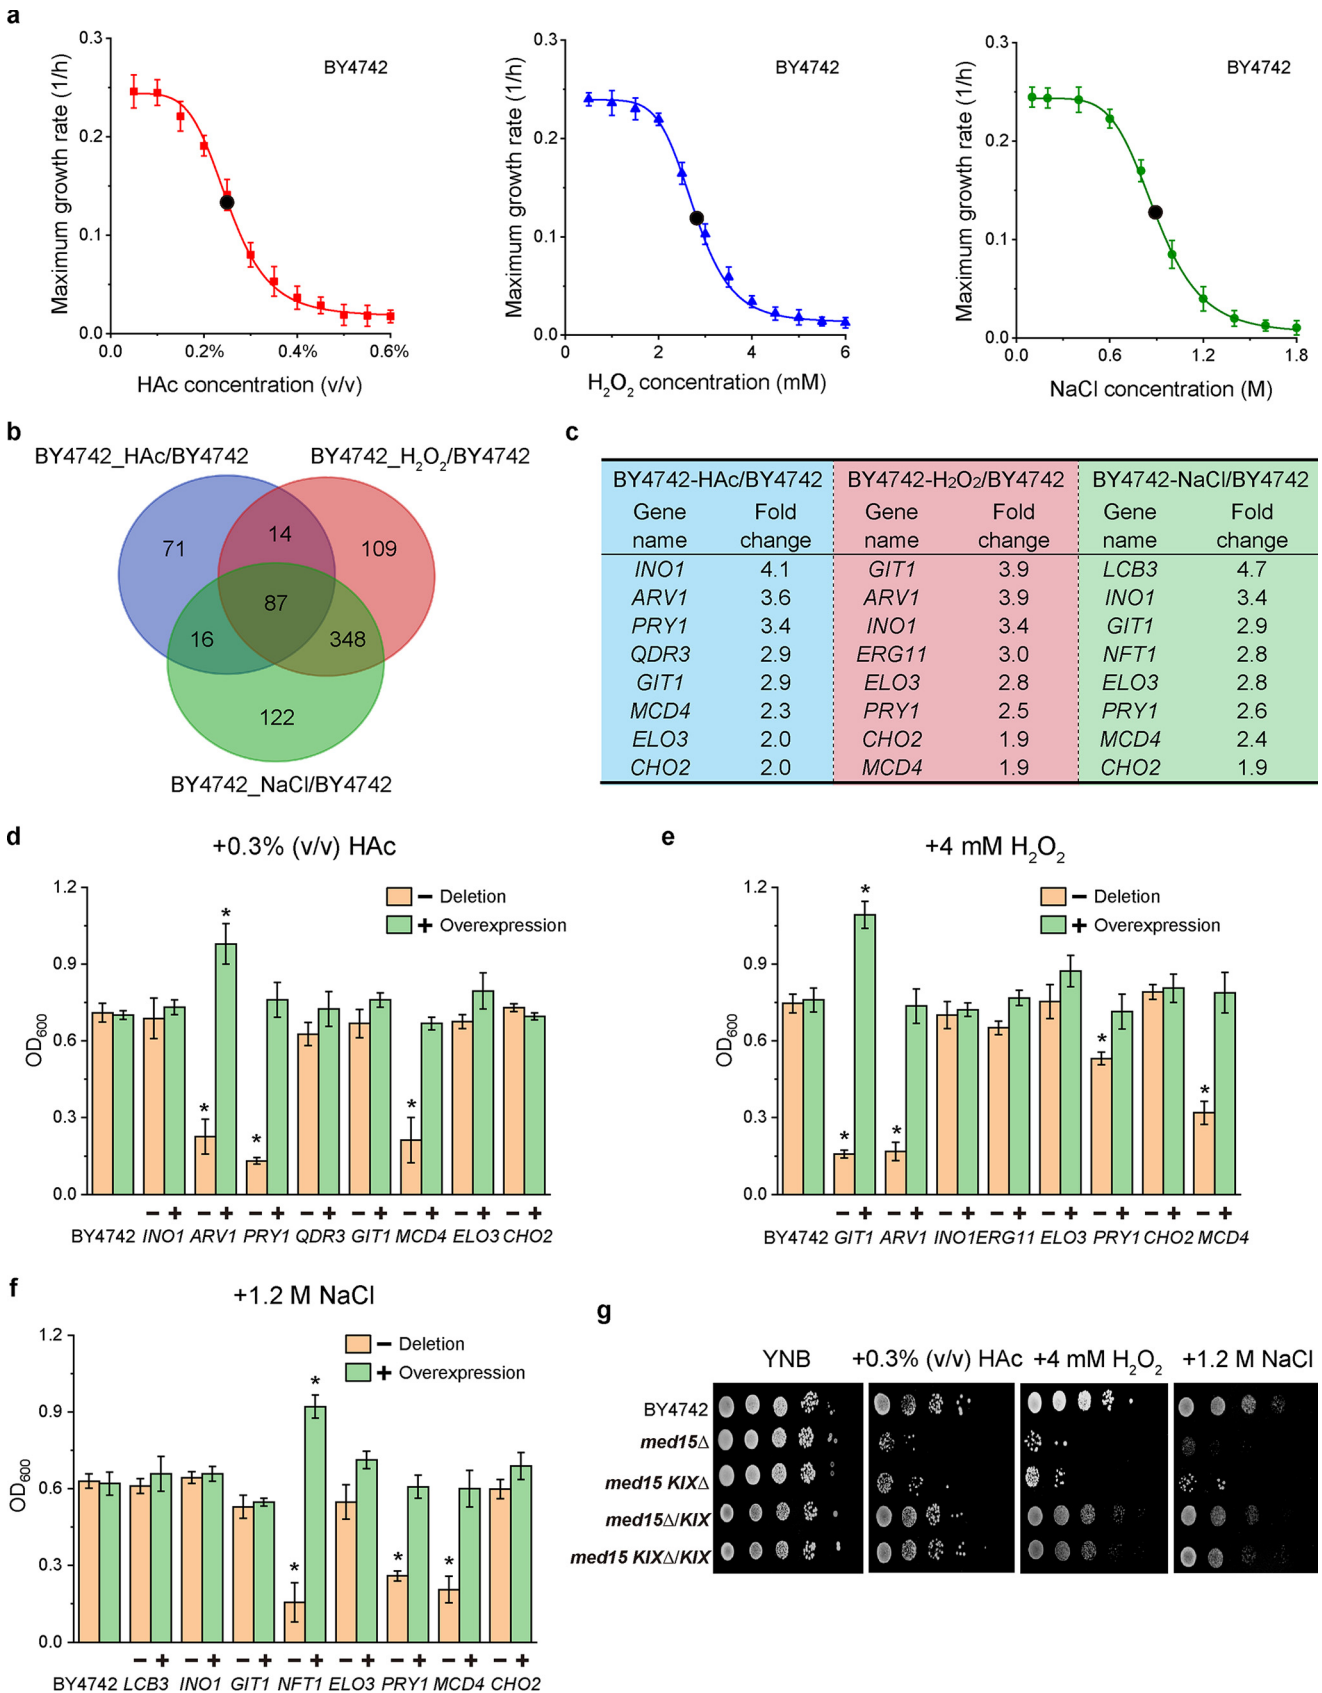 a
BY4742
0.3
0.2
0.1
0.0
0.0
0.2%
0.4%
0.6%
Maximum growth rate (1/h)
HAc concentration (v/v)
BY4742
0.3
0.2
0.1
0.0
0
2
4
6
Maximum growth rate (1/h)
H₂O₂ concentration (mM)
BY4742
0.3
0.2
0.1
0.0
0.0
0.6
1.2
1.8
Maximum growth rate (1/h)
NaCl concentration (M)
b
BY4742_HAc/BY4742
BY4742_H₂O₂/BY4742
71
14
109
87
16
348
122
BY4742_NaCl/BY4742
c
BY4742-HAc/BY4742 BY4742-H₂O₂/BY4742 BY4742-NaCl/BY4742
Gene Fold Gene Fold Gene Fold
name change name change name change
INO1 4.1 GIT1 3.9 LCB3 4.7
ARV1 3.6 ARV1 3.9 INO1 3.4
PRY1 3.4 INO1 3.4 GIT1 2.9
QDR3 2.9 ERG11 3.0 NFT1 2.8
GIT1 2.9 ELO3 2.8 ELO3 2.8
MCD4 2.3 PRY1 2.5 PRY1 2.6
ELO3 2.0 CHO2 1.9 MCD4 2.4
CHO2 2.0 MCD4 1.9 CHO2 1.9
d
+0.3% (v/v) HAc
− Deletion
+ Overexpression
1.2
0.9
0.6
0.3
0.0
OD₆₀₀
* * * *
− + − + − + − + − + − + − + − +
BY4742 INO1 ARV1 PRY1 QDR3 GIT1 MCD4 ELO3 CHO2
e
+4 mM H₂O₂
− Deletion
+ Overexpression
1.2
0.9
0.6
0.3
0.0
OD₆₀₀
* * * * *
− + − + − + − + − + − + − + − +
BY4742 GIT1 ARV1 INO1 ERG11 ELO3 PRY1 CHO2 MCD4
f
+1.2 M NaCl
− Deletion
+ Overexpression
1.2
0.9
0.6
0.3
0.0
OD₆₀₀
* * * *
− + − + − + − + − + − + − + − +
BY4742 LCB3 INO1 GIT1 NFT1 ELO3 PRY1 MCD4 CHO2
g
YNB +0.3% (v/v) HAc +4 mM H₂O₂ +1.2 M NaCl
BY4742
med15Δ
med15 KIXΔ
med15Δ/KIX
med15 KIXΔ/KIX